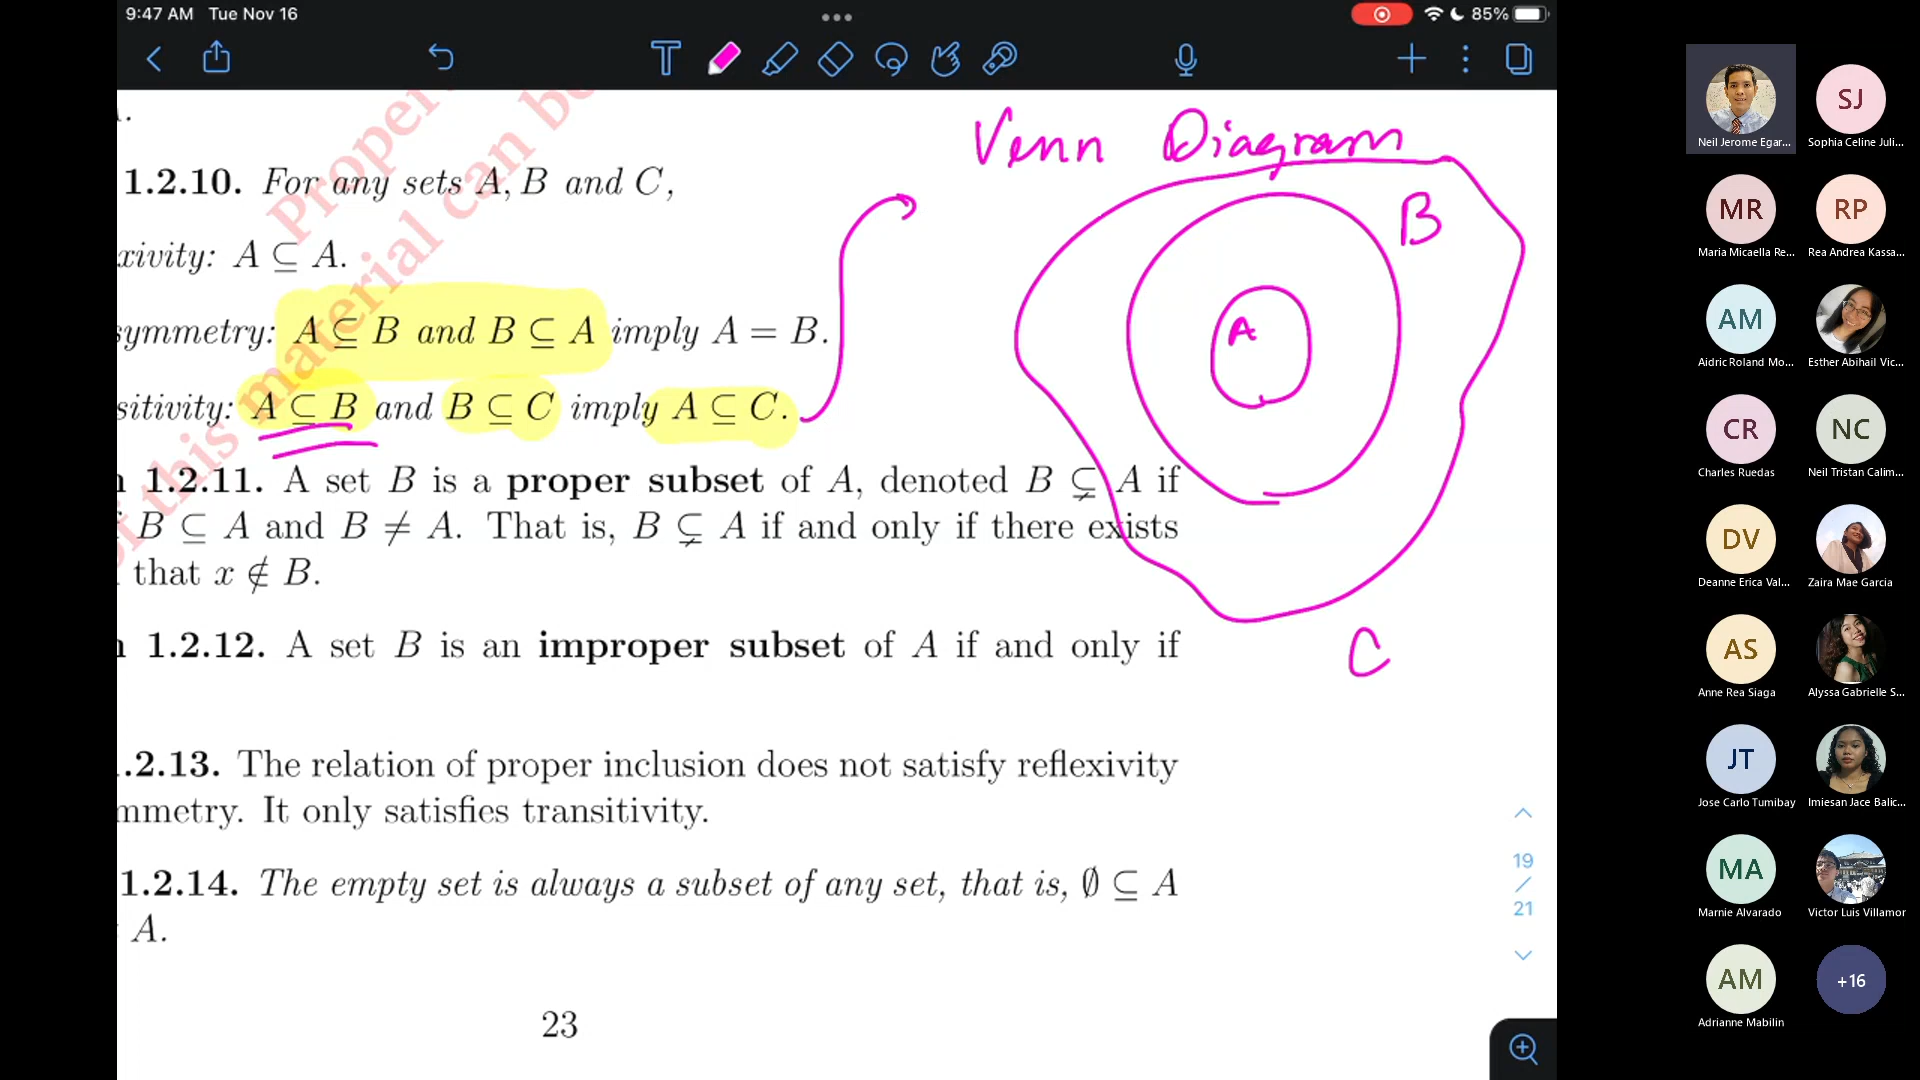 9:47 AM Tue Nov 16
85%
Venn Diagram
1.2.10. For any sets A, B and C,
xivity: A ⊆ A.
symmetry: A ⊆ B and B ⊆ A imply A = B.
sitivity: A ⊆ B and B ⊆ C imply A ⊆ C.
1.2.11. A set B is a proper subset of A, denoted B ⊊ A if
B ⊆ A and B ≠ A. That is, B ⊊ A if and only if there exists
that x ∉ B.
1.2.12. A set B is an improper subset of A if and only if
.2.13. The relation of proper inclusion does not satisfy reflexivity
mmetry. It only satisfies transitivity.
1.2.14. The empty set is always a subset of any set, that is, ∅ ⊆ A
A.
23
Proper
material can be
of this
B
A
C
19
/
21
Neil Jerome Egar...
SJ
Sophia Celine Juli...
MR
Maria Micaella Re...
RP
Rea Andrea Kassa...
AM
Aidric Roland Mo...
Esther Abihail Vic...
CR
Charles Ruedas
NC
Neil Tristan Calim...
DV
Deanne Erica Val...
Zaira Mae Garcia
AS
Anne Rea Siaga
Alyssa Gabrielle S...
JT
Jose Carlo Tumibay
Imiesan Jace Balic...
MA
Marnie Alvarado
Victor Luis Villamor
AM
Adrianne Mabilin
+16